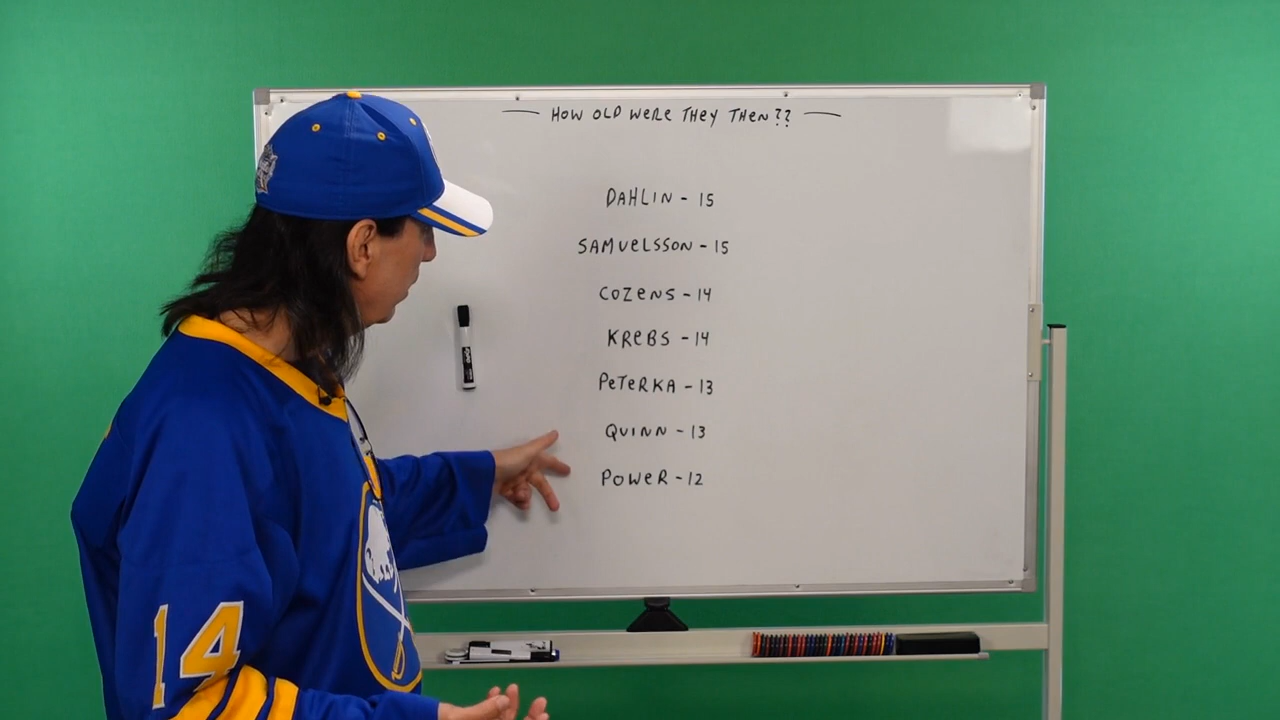 — HOW OLD WERE THEY THEN?? —
DAHLIN - 15
SAMUELSSON - 15
COZENS - 14
KREBS - 14
PETERKA - 13
QUINN - 13
POWER - 12
14
EXPO